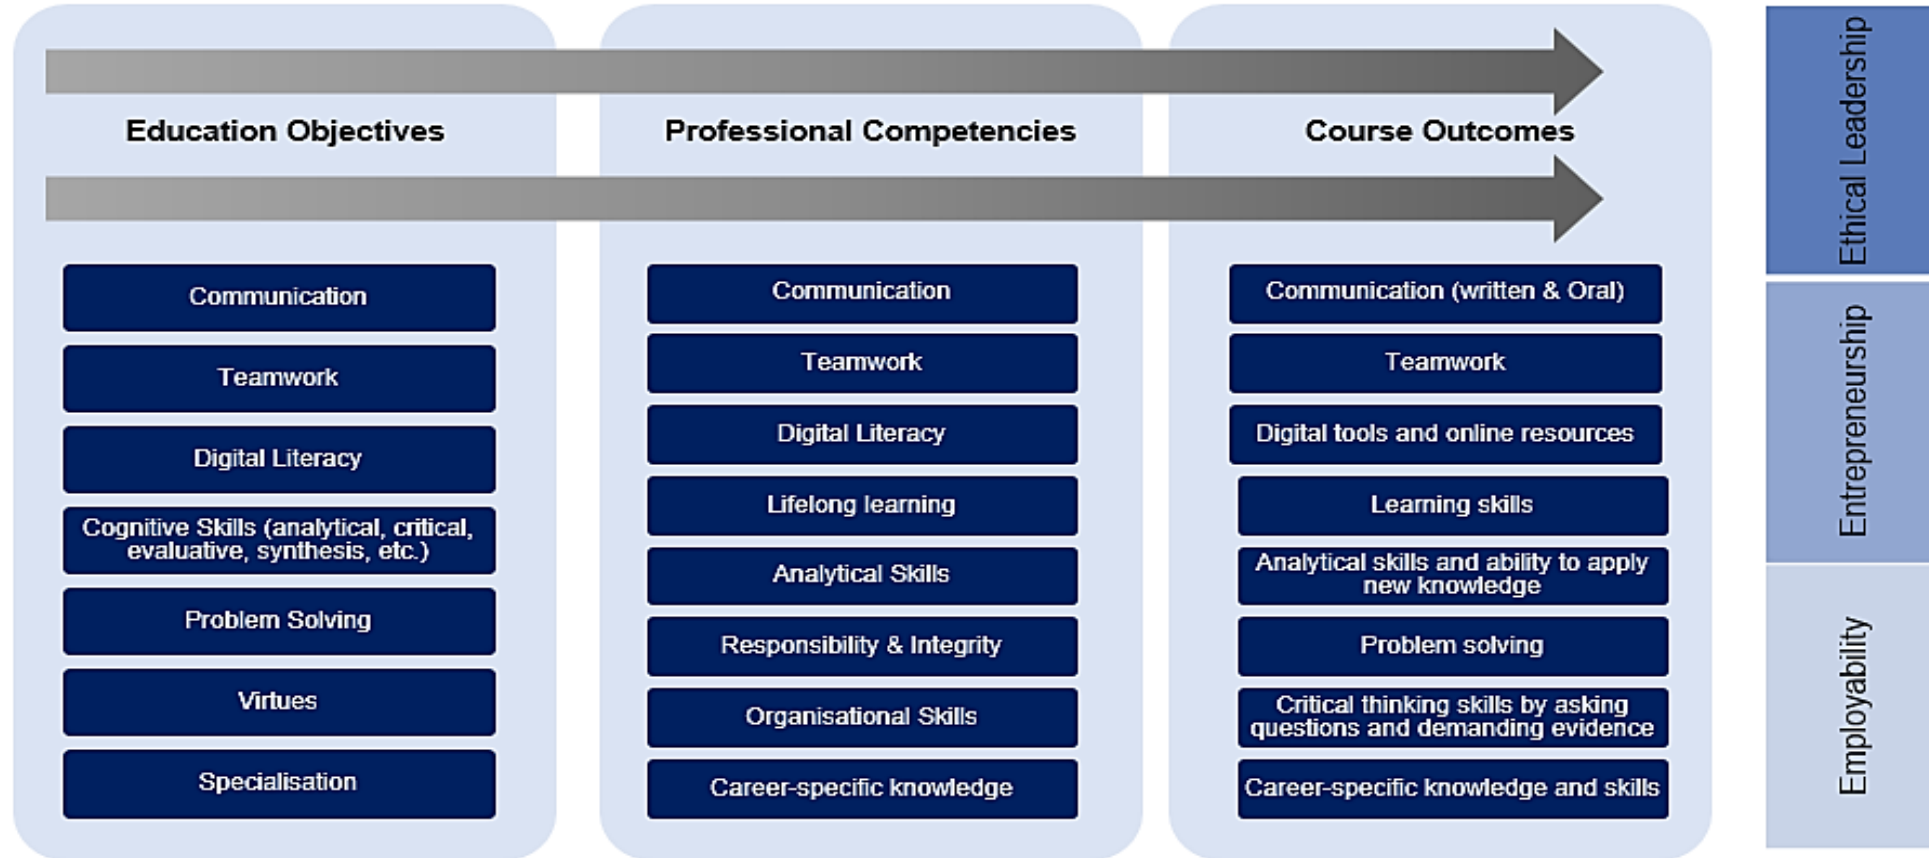 Education Objectives
Communication
Teamwork
Digital Literacy
Cognitive Skills (analytical, critical,
evaluative, synthesis, etc.)
Problem Solving
Virtues
Specialisation
Professional Competencies
Communication
Teamwork
Digital Literacy
Lifelong learning
Analytical Skills
Responsibility & Integrity
Organisational Skills
Career-specific knowledge
Course Outcomes
Communication (written & Oral)
Teamwork
Digital tools and online resources
Learning skills
Analytical skills and ability to apply
new knowledge
Problem solving
Critical thinking skills by asking
questions and demanding evidence
Career-specific knowledge and skills
Ethical Leadership
Entrepreneurship
Employability